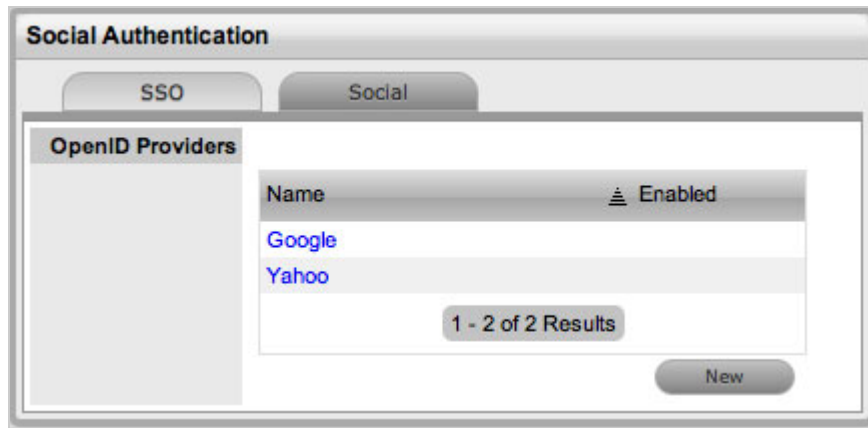 Social Authentication
SSO Social
OpenID Providers
Name Enabled
Google
Yahoo
1 - 2 of 2 Results
New